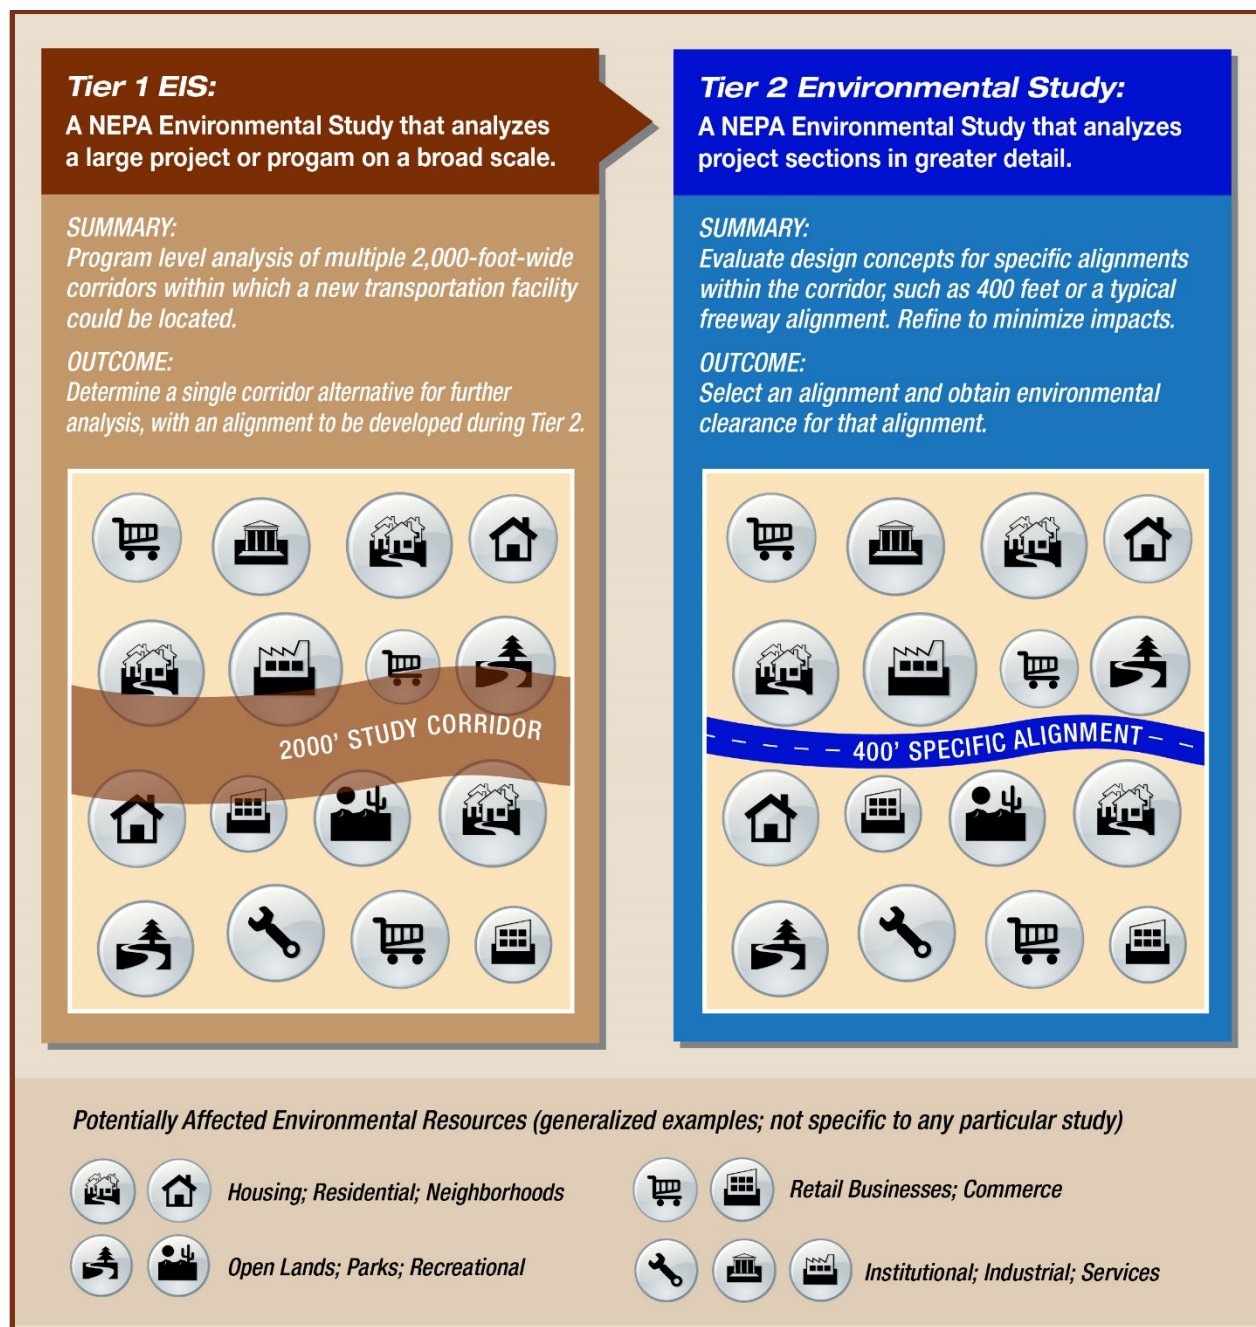 Tier 1 EIS:
A NEPA Environmental Study that analyzes
a large project or progam on a broad scale.
SUMMARY:
Program level analysis of multiple 2,000-foot-wide
corridors within which a new transportation facility
could be located.
OUTCOME:
Determine a single corridor alternative for further
analysis, with an alignment to be developed during Tier 2.
2000' STUDY CORRIDOR
Tier 2 Environmental Study:
A NEPA Environmental Study that analyzes
project sections in greater detail.
SUMMARY:
Evaluate design concepts for specific alignments
within the corridor, such as 400 feet or a typical
freeway alignment. Refine to minimize impacts.
OUTCOME:
Select an alignment and obtain environmental
clearance for that alignment.
400' SPECIFIC ALIGNMENT
Potentially Affected Environmental Resources (generalized examples; not specific to any particular study)
Housing; Residential; Neighborhoods
Retail Businesses; Commerce
Open Lands; Parks; Recreational
Institutional; Industrial; Services